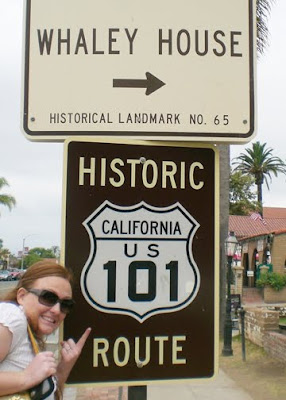 WHALEY HOUSE
HISTORICAL LANDMARK NO. 65
HISTORIC
CALIFORNIA
US
101
ROUTE